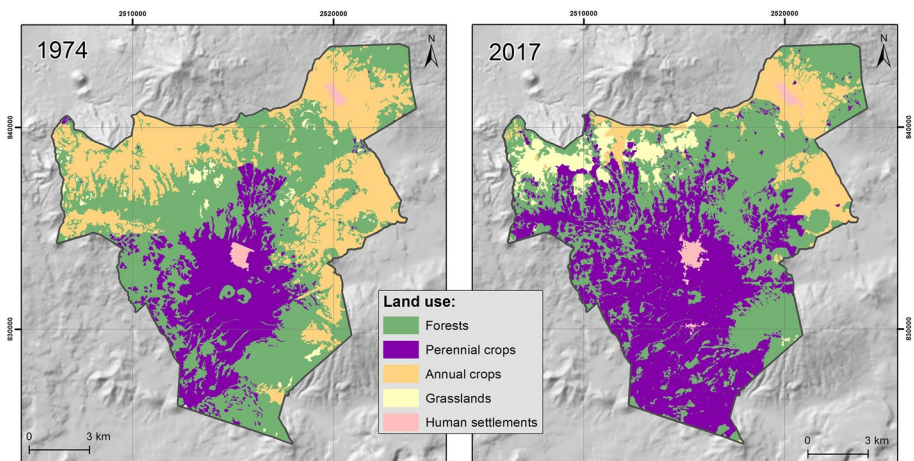 1974
2510000
2520000
N
840000
830000
0 3 km
2017
2510000
2520000
N
840000
830000
0 3 km
Land use:
Forests
Perennial crops
Annual crops
Grasslands
Human settlements